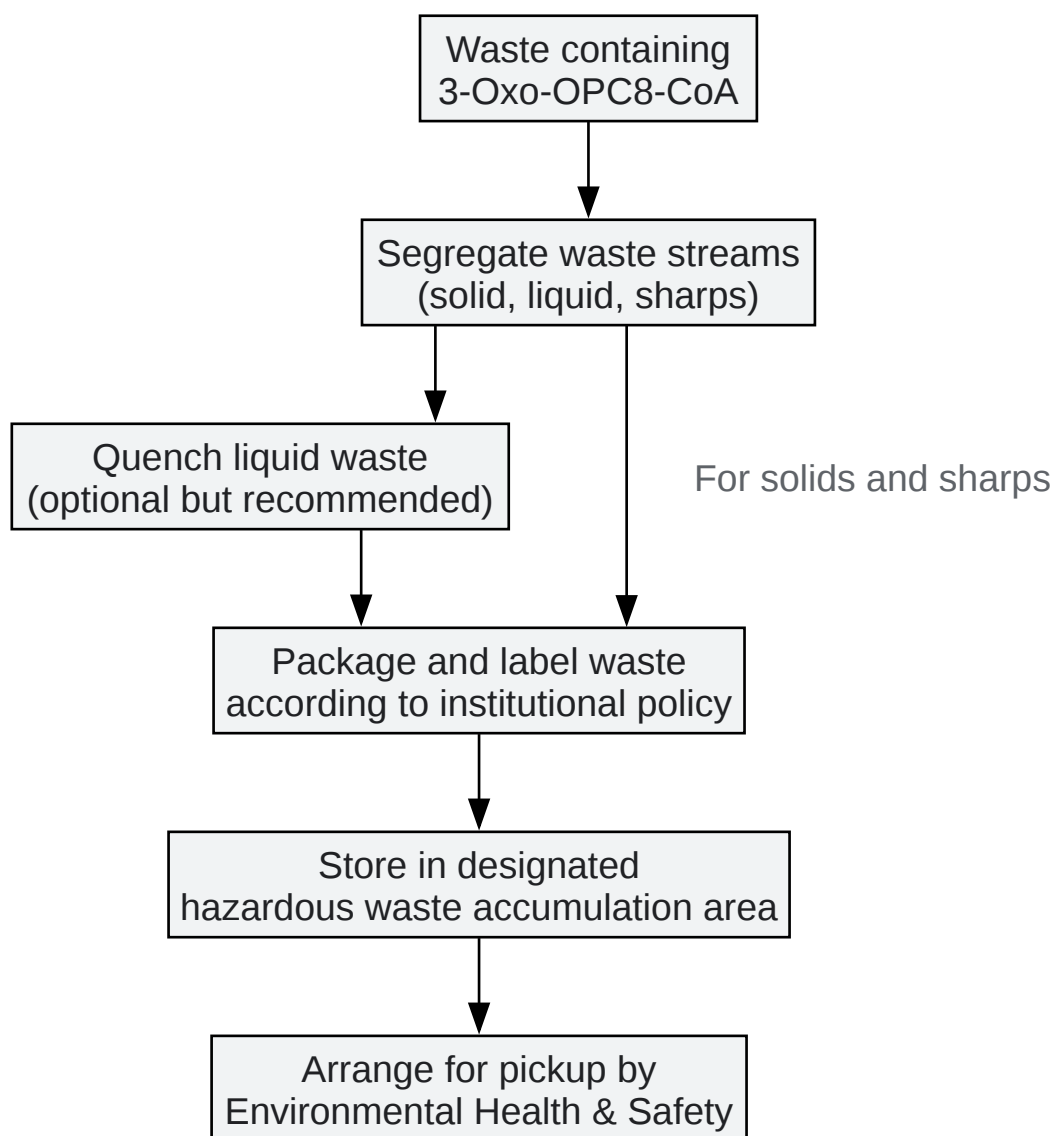 Waste containing
3-Oxo-OPC8-CoA
Segregate waste streams
(solid, liquid, sharps)
Quench liquid waste
(optional but recommended)
For solids and sharps
Package and label waste
according to institutional policy
Store in designated
hazardous waste accumulation area
Arrange for pickup by
Environmental Health & Safety